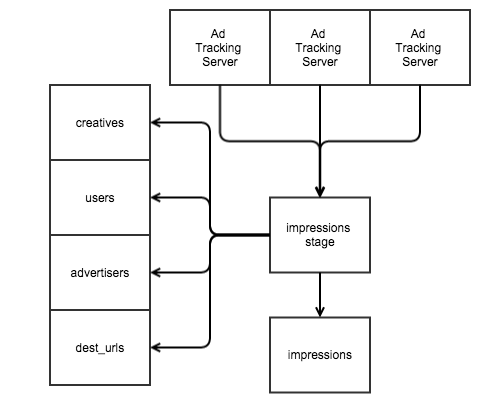 Ad
Tracking
Server
Ad
Tracking
Server
Ad
Tracking
Server
creatives
users
advertisers
dest_urls
impressions
stage
impressions